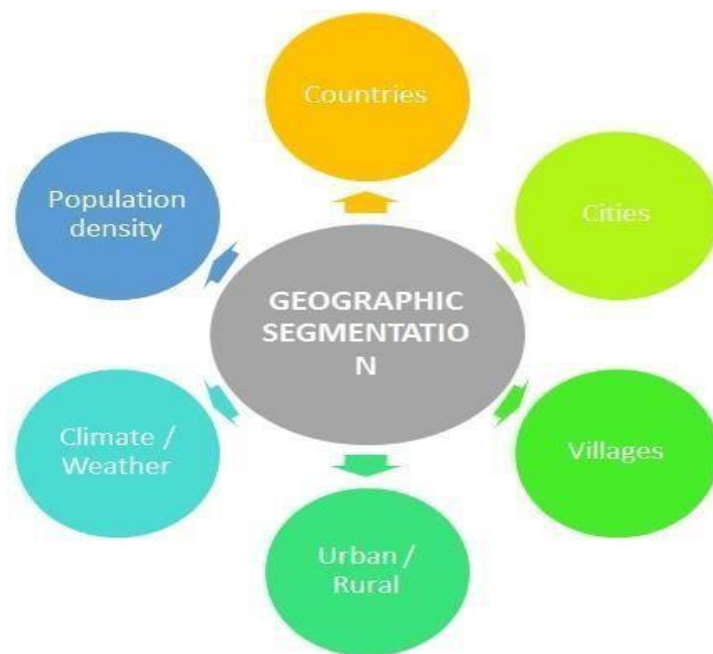 Countries
Population
density
Cities
GEOGRAPHIC
SEGMENTATIO
N
Climate /
Weather
Villages
Urban /
Rural